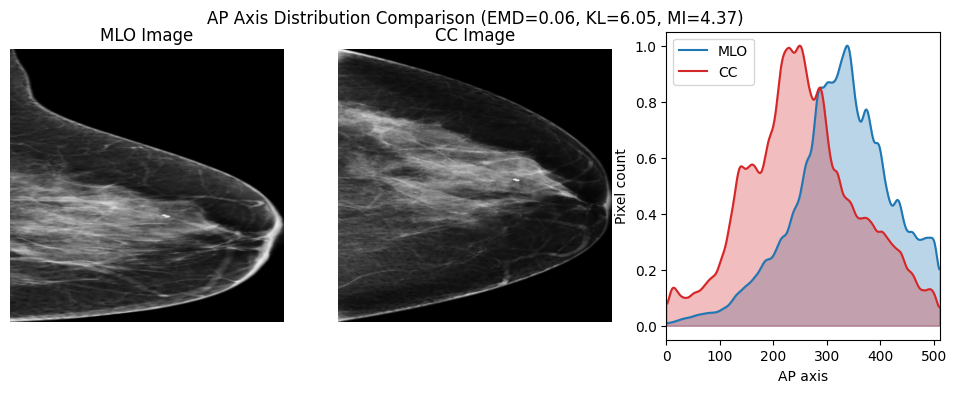 AP Axis Distribution Comparison (EMD=0.06, KL=6.05, MI=4.37)
MLO Image
CC Image
MLO
CC
Pixel count
1.0
0.8
0.6
0.4
0.2
0.0
0 100 200 300 400 500
AP axis